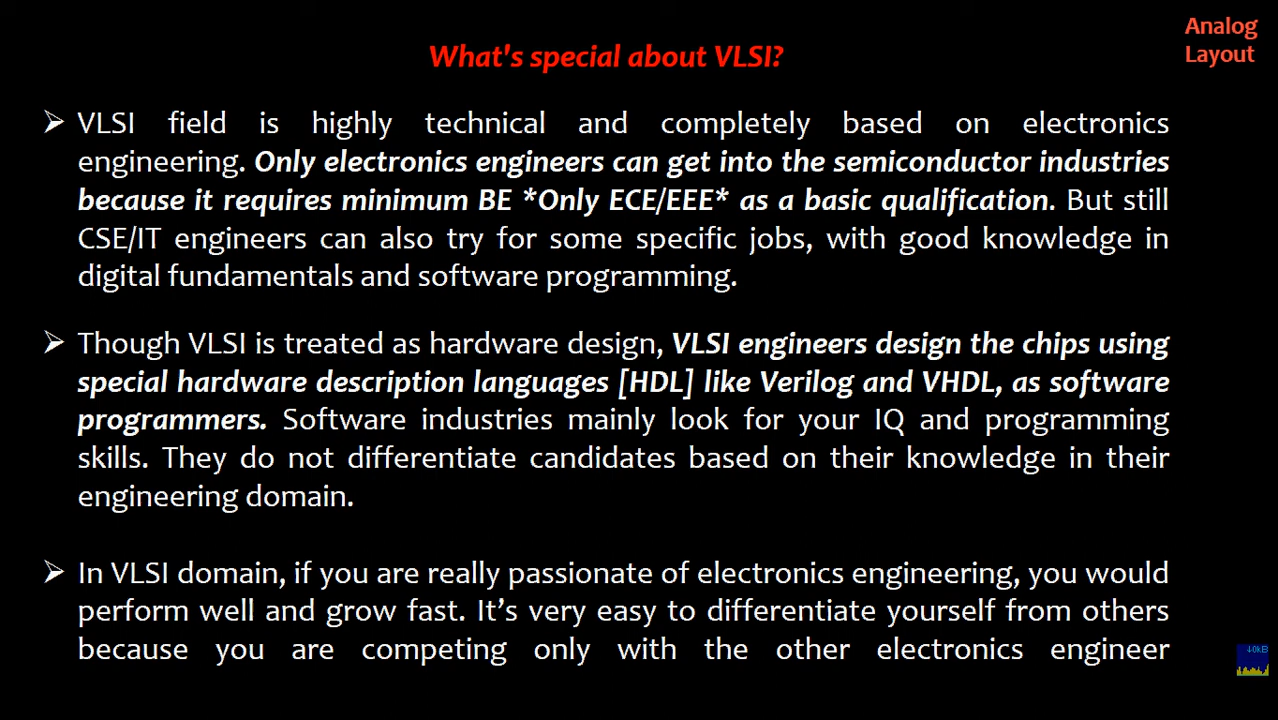 Analog
Layout
What's special about VLSI?
➢ VLSI field is highly technical and completely based on electronics
engineering. Only electronics engineers can get into the semiconductor industries
because it requires minimum BE *Only ECE/EEE* as a basic qualification. But still
CSE/IT engineers can also try for some specific jobs, with good knowledge in
digital fundamentals and software programming.
➢ Though VLSI is treated as hardware design, VLSI engineers design the chips using
special hardware description languages [HDL] like Verilog and VHDL, as software
programmers. Software industries mainly look for your IQ and programming
skills. They do not differentiate candidates based on their knowledge in their
engineering domain.
➢ In VLSI domain, if you are really passionate of electronics engineering, you would
perform well and grow fast. It’s very easy to differentiate yourself from others
because you are competing only with the other electronics engineer
↓0kB